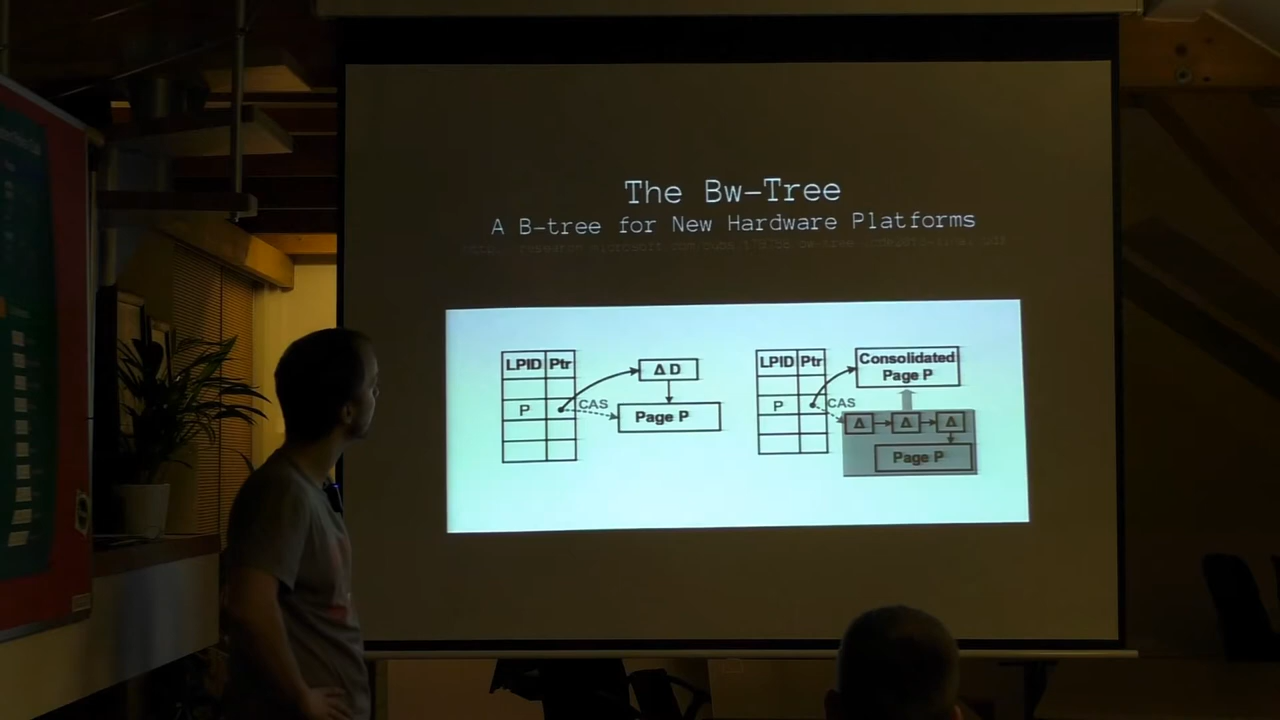 The Bw-Tree
A B-tree for New Hardware Platforms
LPID Ptr
P
CAS
Δ D
Page P
LPID Ptr
P
CAS
Consolidated
Page P
Δ Δ Δ
Page P